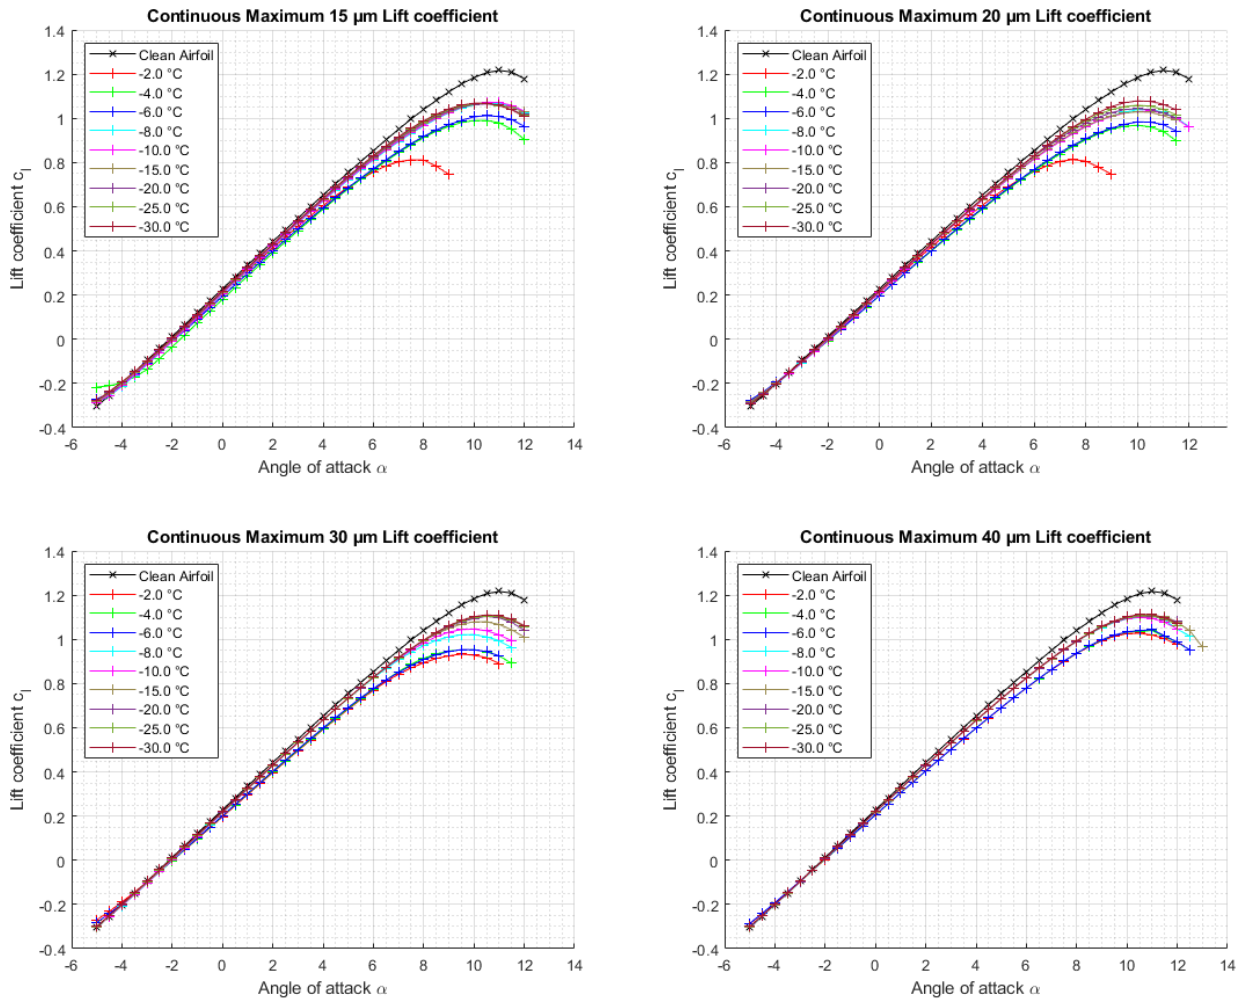 Continuous Maximum 15 µm Lift coefficient
1.4
1.2
1
0.8
0.6
0.4
0.2
0
-0.2
-0.4
Lift coefficient cl
Clean Airfoil
-2.0 °C
-4.0 °C
-6.0 °C
-8.0 °C
-10.0 °C
-15.0 °C
-20.0 °C
-25.0 °C
-30.0 °C
-6 -4 -2 0 2 4 6 8 10 12 14
Angle of attack α
Continuous Maximum 20 µm Lift coefficient
1.4
1.2
1
0.8
0.6
0.4
0.2
0
-0.2
-0.4
Lift coefficient cl
Clean Airfoil
-2.0 °C
-4.0 °C
-6.0 °C
-8.0 °C
-10.0 °C
-15.0 °C
-20.0 °C
-25.0 °C
-30.0 °C
-6 -4 -2 0 2 4 6 8 10 12
Angle of attack α
Continuous Maximum 30 µm Lift coefficient
1.4
1.2
1
0.8
0.6
0.4
0.2
0
-0.2
-0.4
Lift coefficient cl
Clean Airfoil
-2.0 °C
-4.0 °C
-6.0 °C
-8.0 °C
-10.0 °C
-15.0 °C
-20.0 °C
-25.0 °C
-30.0 °C
-6 -4 -2 0 2 4 6 8 10 12 14
Angle of attack α
Continuous Maximum 40 µm Lift coefficient
1.4
1.2
1
0.8
0.6
0.4
0.2
0
-0.2
-0.4
Lift coefficient cl
Clean Airfoil
-2.0 °C
-4.0 °C
-6.0 °C
-8.0 °C
-10.0 °C
-15.0 °C
-20.0 °C
-25.0 °C
-30.0 °C
-6 -4 -2 0 2 4 6 8 10 12 14
Angle of attack α